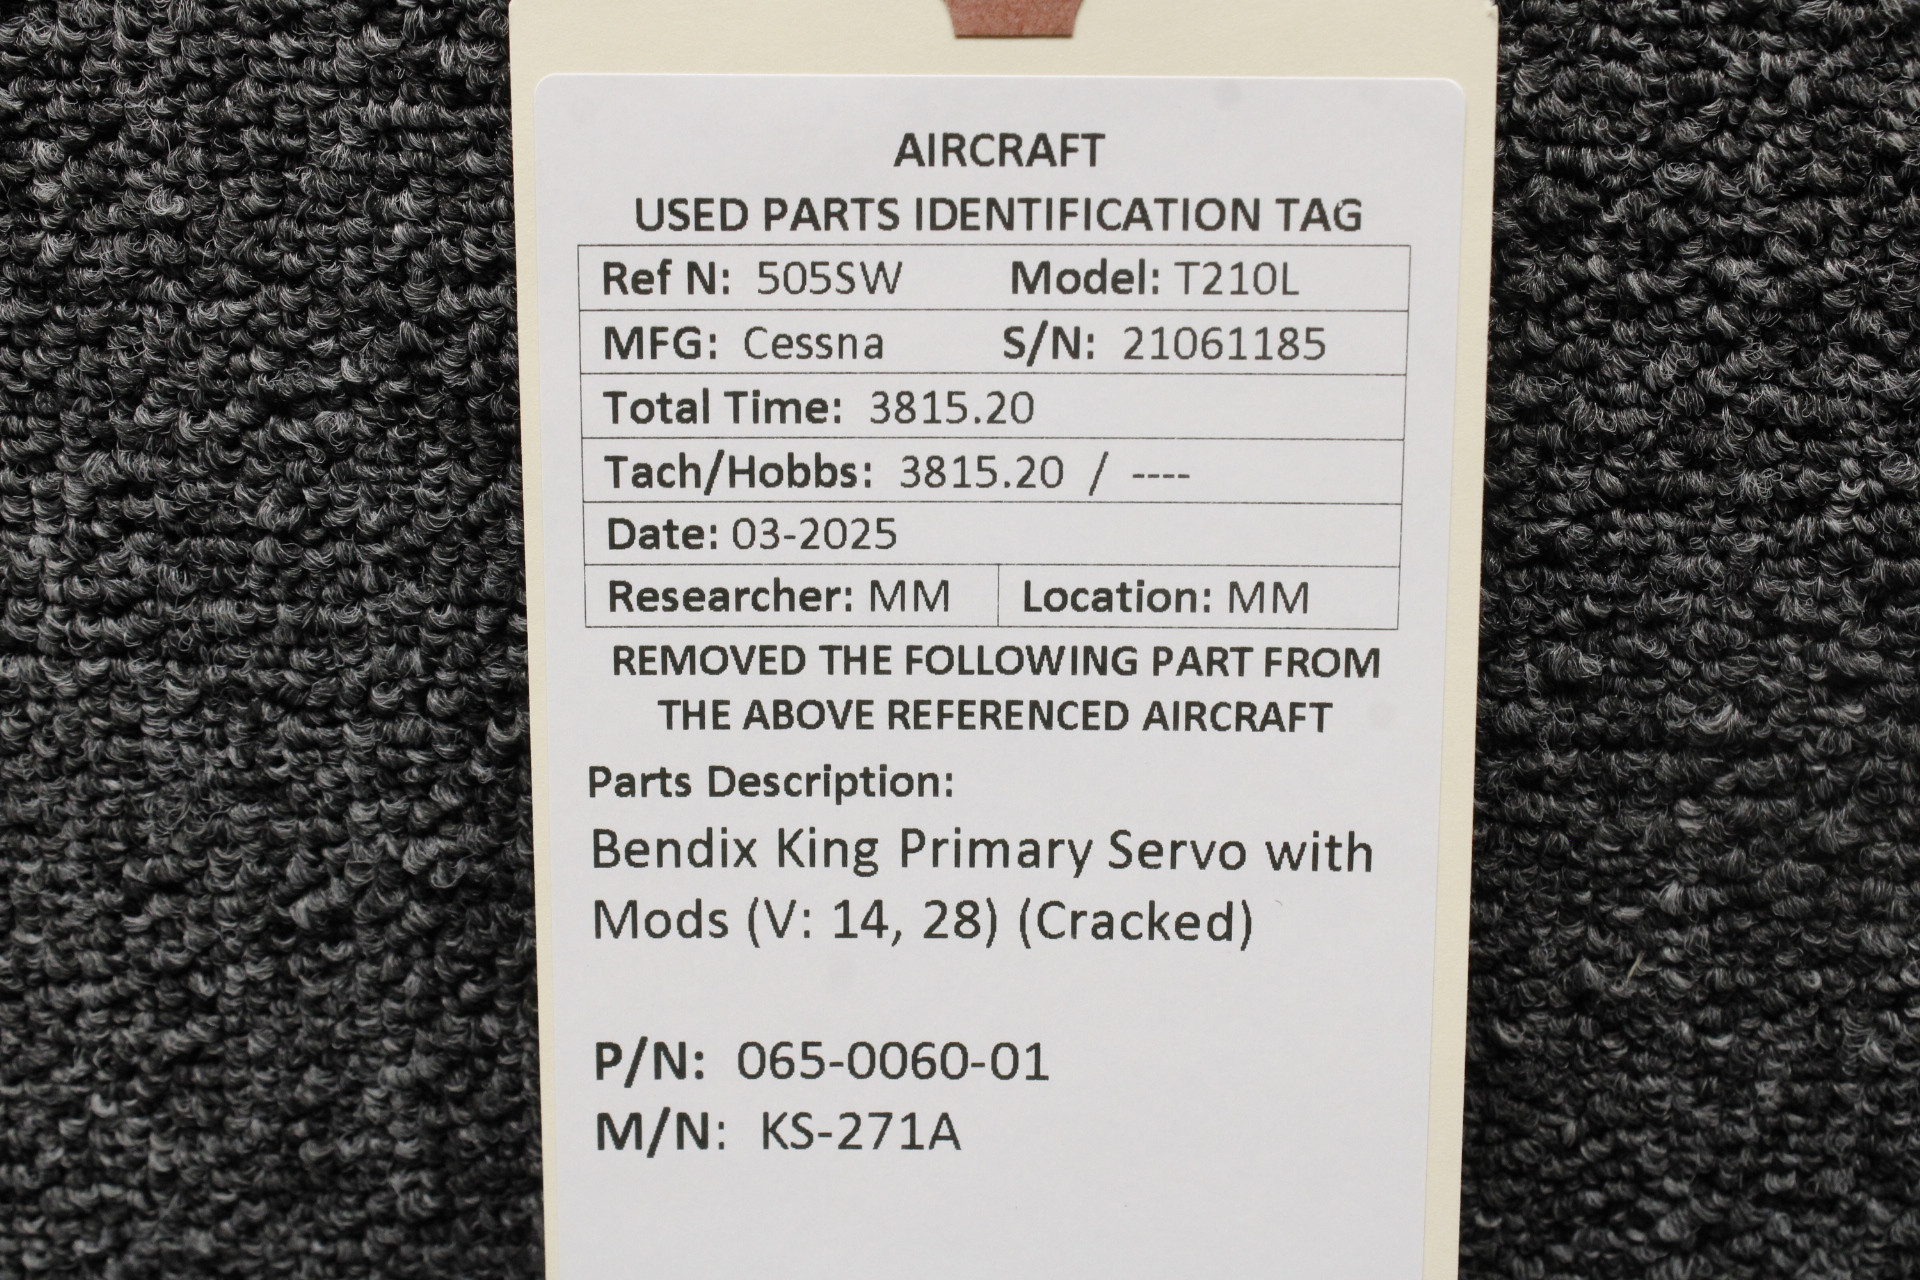 AIRCRAFT
USED PARTS IDENTIFICATION TAG
Ref N: 505SW Model: T210L
MFG: Cessna S/N: 21061185
Total Time: 3815.20
Tach/Hobbs: 3815.20 / ----
Date: 03-2025
Researcher: MM Location: MM
REMOVED THE FOLLOWING PART FROM
THE ABOVE REFERENCED AIRCRAFT
Parts Description:
Bendix King Primary Servo with
Mods (V: 14, 28) (Cracked)
P/N: 065-0060-01
M/N: KS-271A